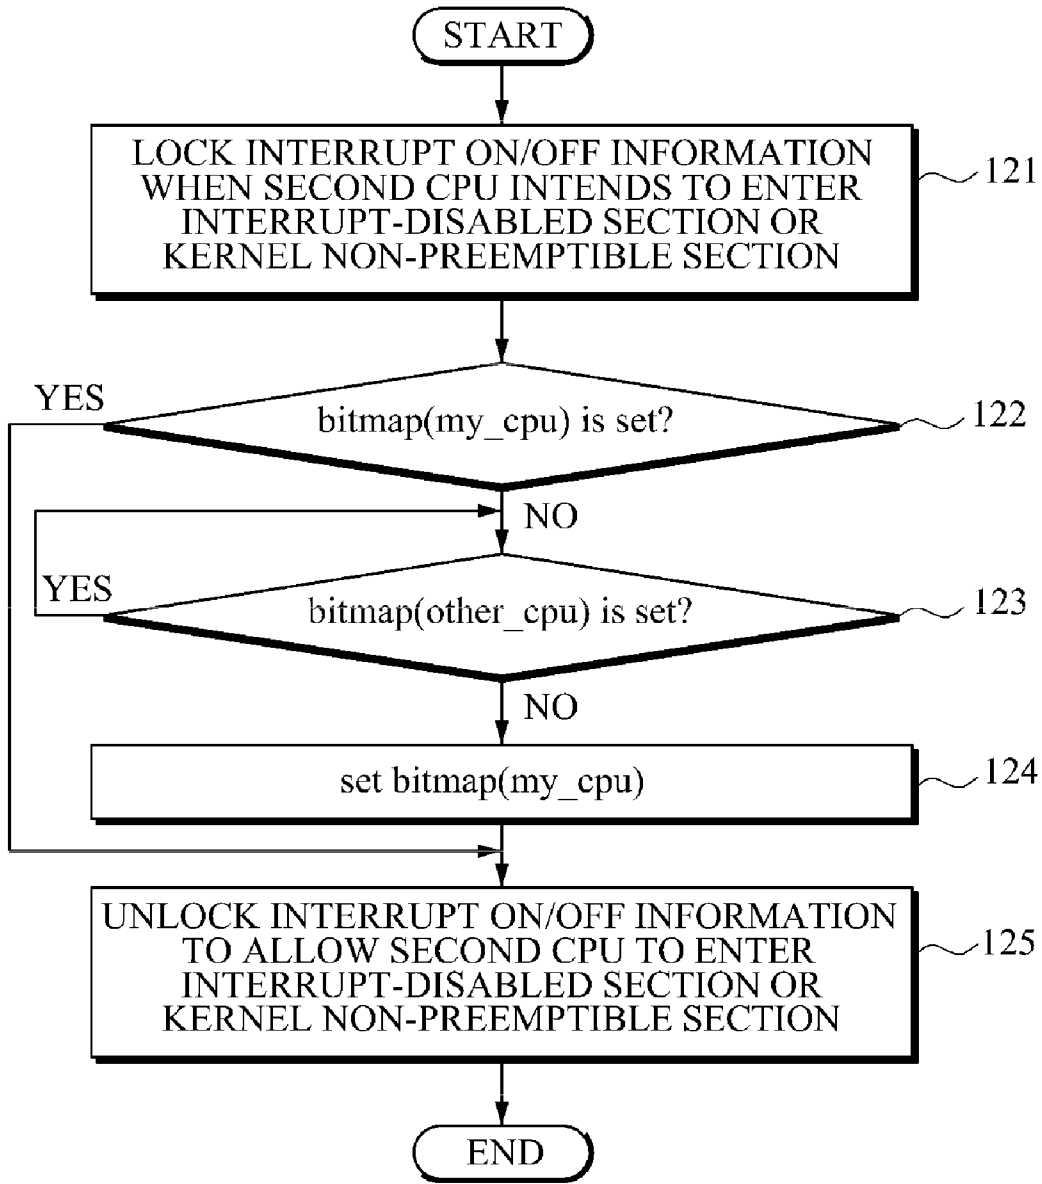 START
LOCK INTERRUPT ON/OFF INFORMATION
WHEN SECOND CPU INTENDS TO ENTER
INTERRUPT-DISABLED SECTION OR
KERNEL NON-PREEMPTIBLE SECTION
121
YES
bitmap(my_cpu) is set?
122
NO
YES
bitmap(other_cpu) is set?
123
NO
set bitmap(my_cpu)
124
UNLOCK INTERRUPT ON/OFF INFORMATION
TO ALLOW SECOND CPU TO ENTER
INTERRUPT-DISABLED SECTION OR
KERNEL NON-PREEMPTIBLE SECTION
125
END